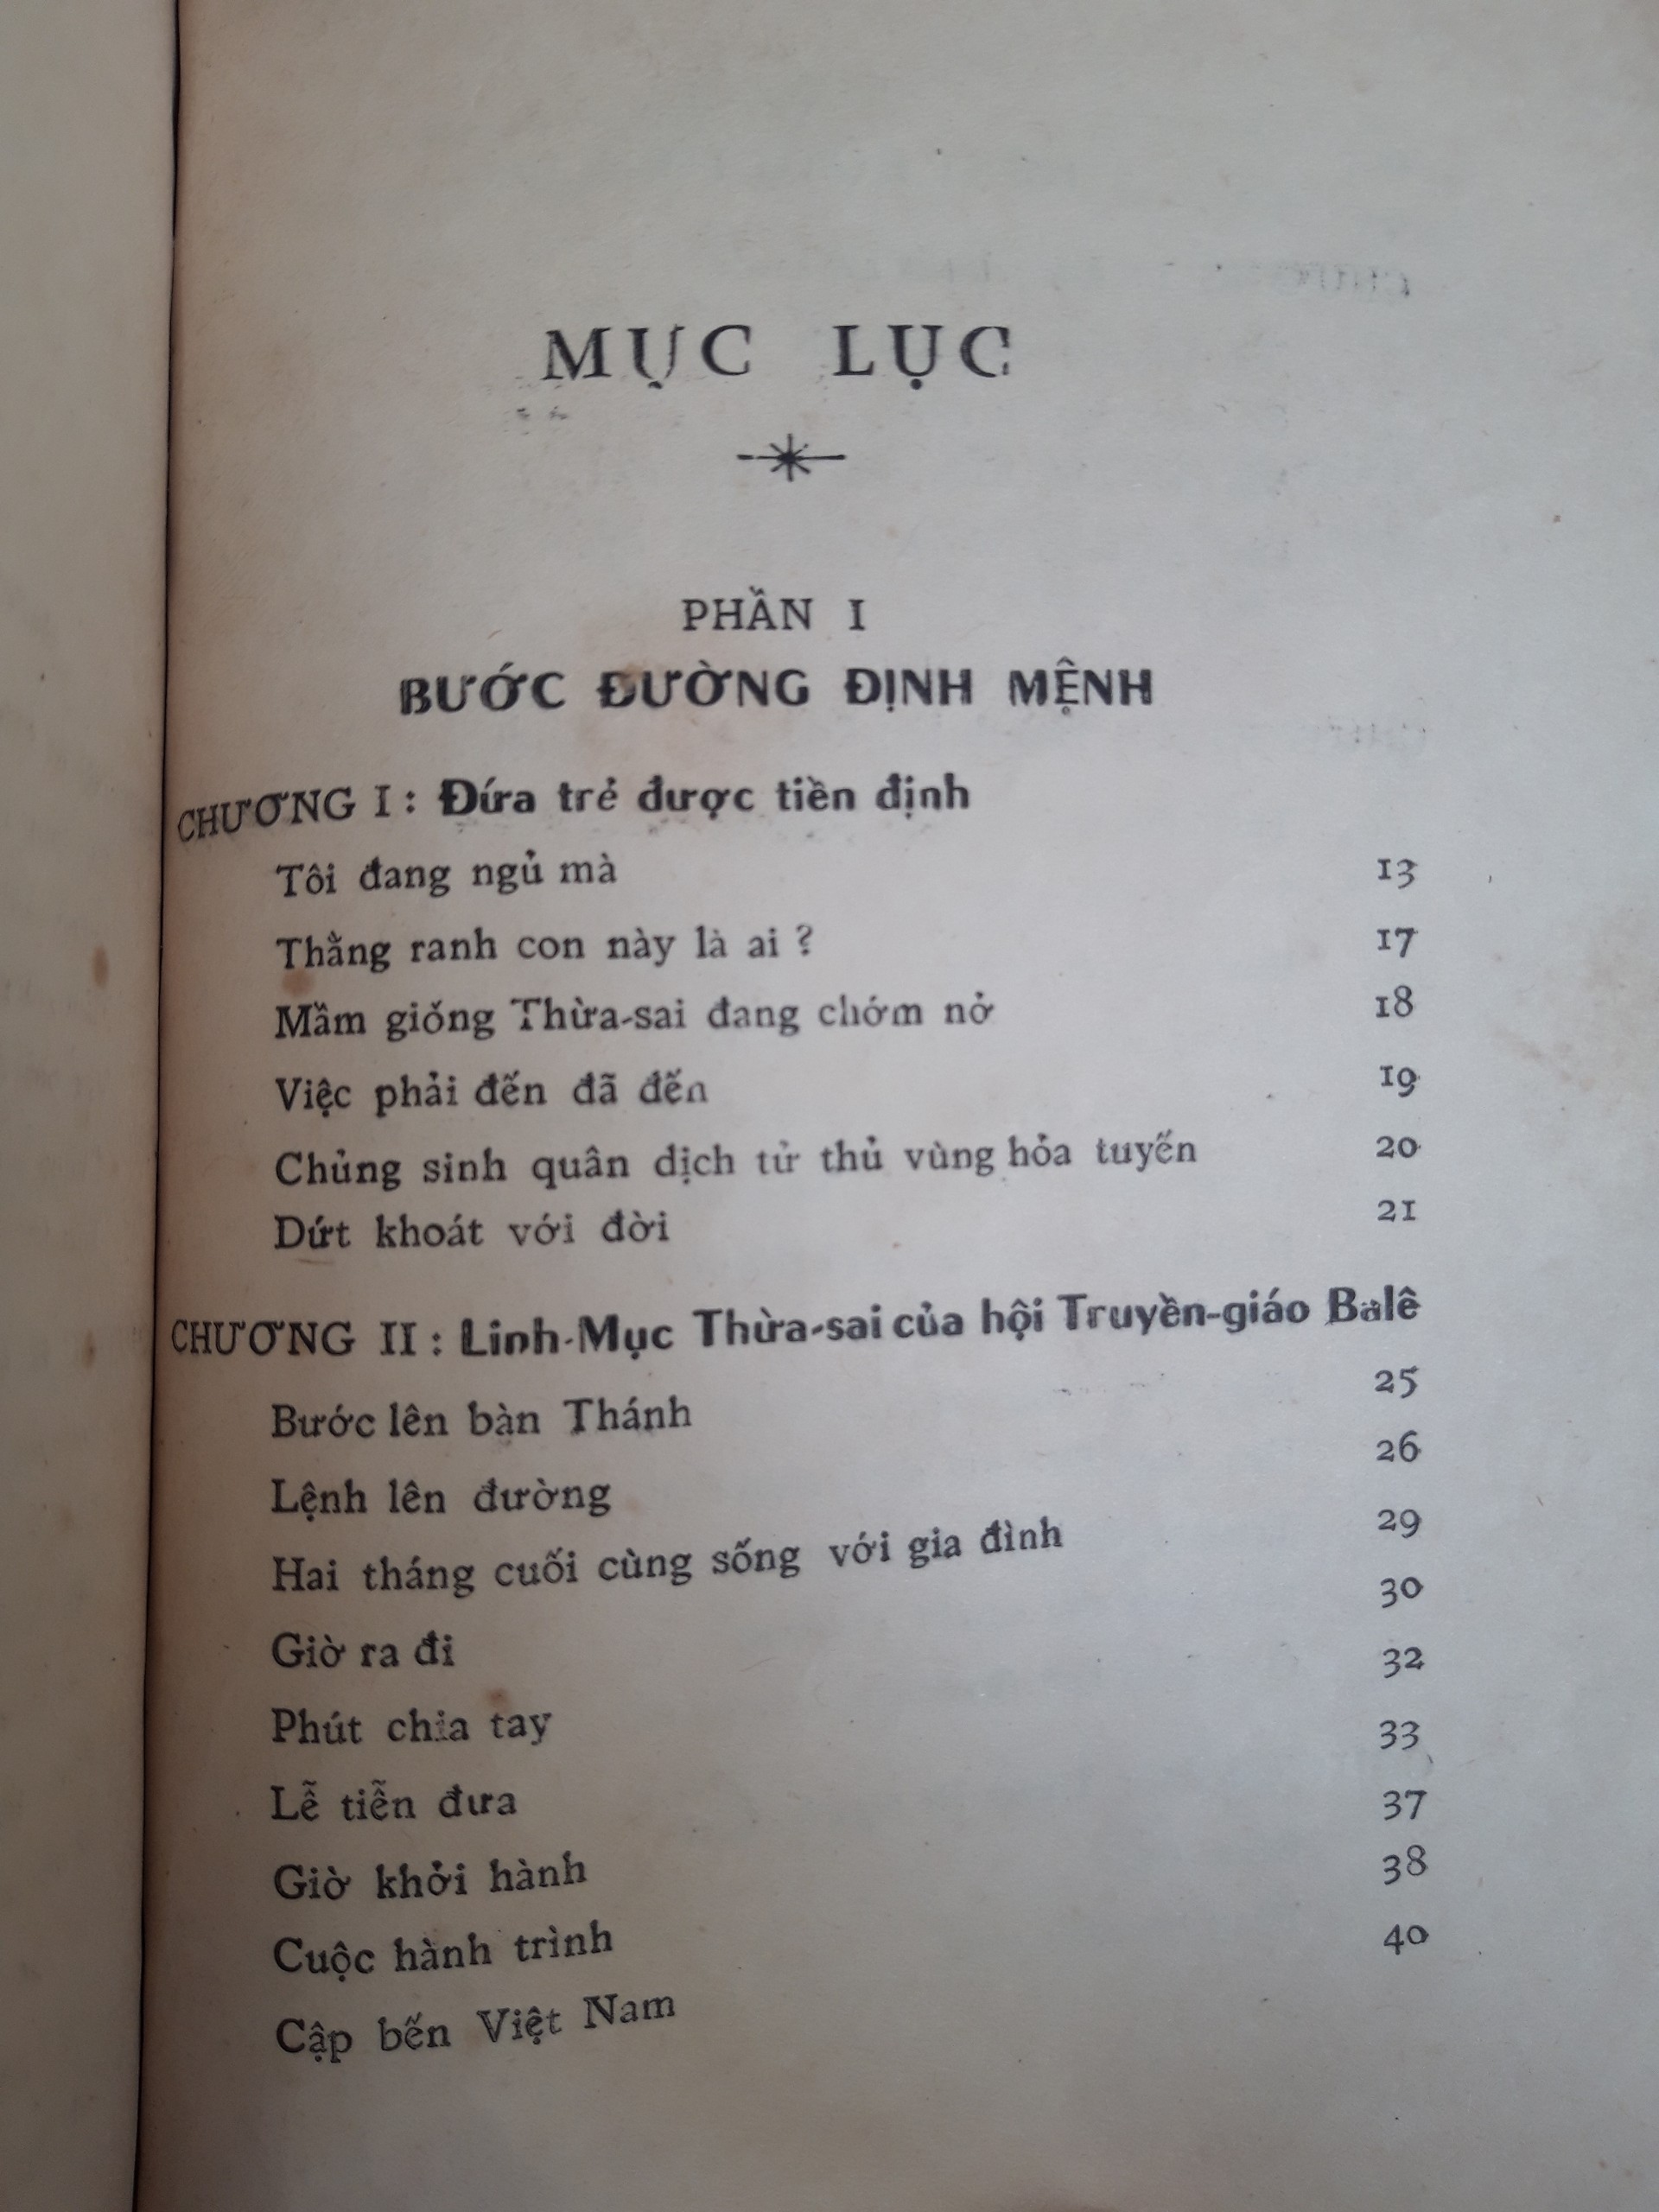 MỤC LỤC
PHẦN I
BƯỚC ĐƯỜNG ĐỊNH MỆNH
CHƯƠNG I : Đứa trẻ được tiền định
Tôi đang ngủ mà 13
Thằng ranh con này là ai ? 17
Mầm giống Thừa-sai đang chớm nở 18
Việc phải đến đã đến 19
Chủng sinh quân dịch tử thủ vùng hỏa tuyến 20
Dứt khoát với đời 21
CHƯƠNG II : Linh-Mục Thừa-sai của hội Truyền-giáo Balê
Bước lên bàn Thánh 25
Lệnh lên đường 26
Hai tháng cuối cùng sống với gia đình 29
Giờ ra đi 30
Phút chia tay 32
Lễ tiễn đưa 33
Giờ khởi hành 37
Cuộc hành trình 38
Cập bến Việt Nam 40